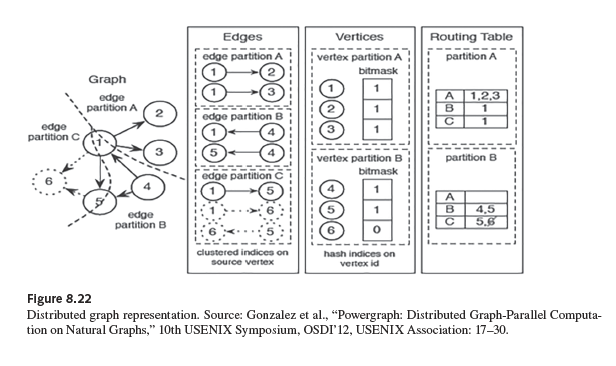 Graph
edge
partition A
edge
partition C
1
2
3
4
5
6
edge
partition B
Edges
edge partition A
1 2
1 3
edge partition B
1 4
5 4
edge partition C
1 5
1 6
6 5
clustered indices on
source vertex
Vertices
vertex partition A
bitmask
1 1
2 1
3 1
vertex partition B
bitmask
4 1
5 1
6 0
hash indices on
vertex id
Routing Table
partition A
A 1,2,3
B 1
C 1
partition B
A
B 4,5
C 5,6
Figure 8.22
Distributed graph representation. Source: Gonzalez et al., “Powergraph: Distributed Graph-Parallel Computa-
tion on Natural Graphs,” 10th USENIX Symposium, OSDI’12, USENIX Association: 17–30.